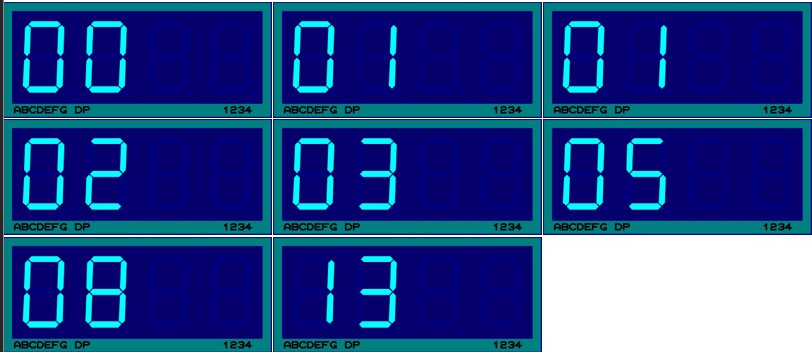 00 01 01
ABCDEFG DP 1234 ABCDEFG DP 1234 ABCDEFG DP 1234
02 03 05
ABCDEFG DP 1234 ABCDEFG DP 1234 ABCDEFG DP 1234
08 13
ABCDEFG DP 1234 ABCDEFG DP 1234